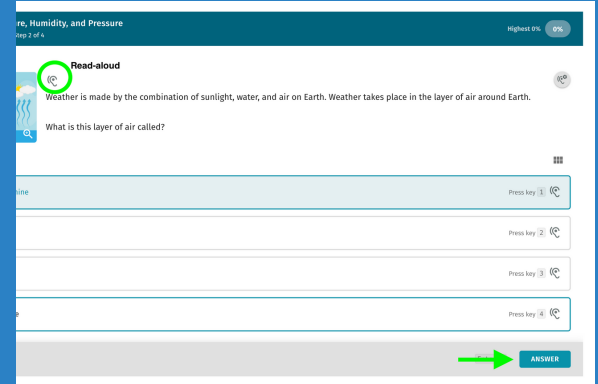 re, Humidity, and Pressure
Step 2 of 4
Highest 0% 0%
Read-aloud
Weather is made by the combination of sunlight, water, and air on Earth. Weather takes place in the layer of air around Earth.
What is this layer of air called?
hine
Press key 1
Press key 2
Press key 3
e
Press key 4
ANSWER